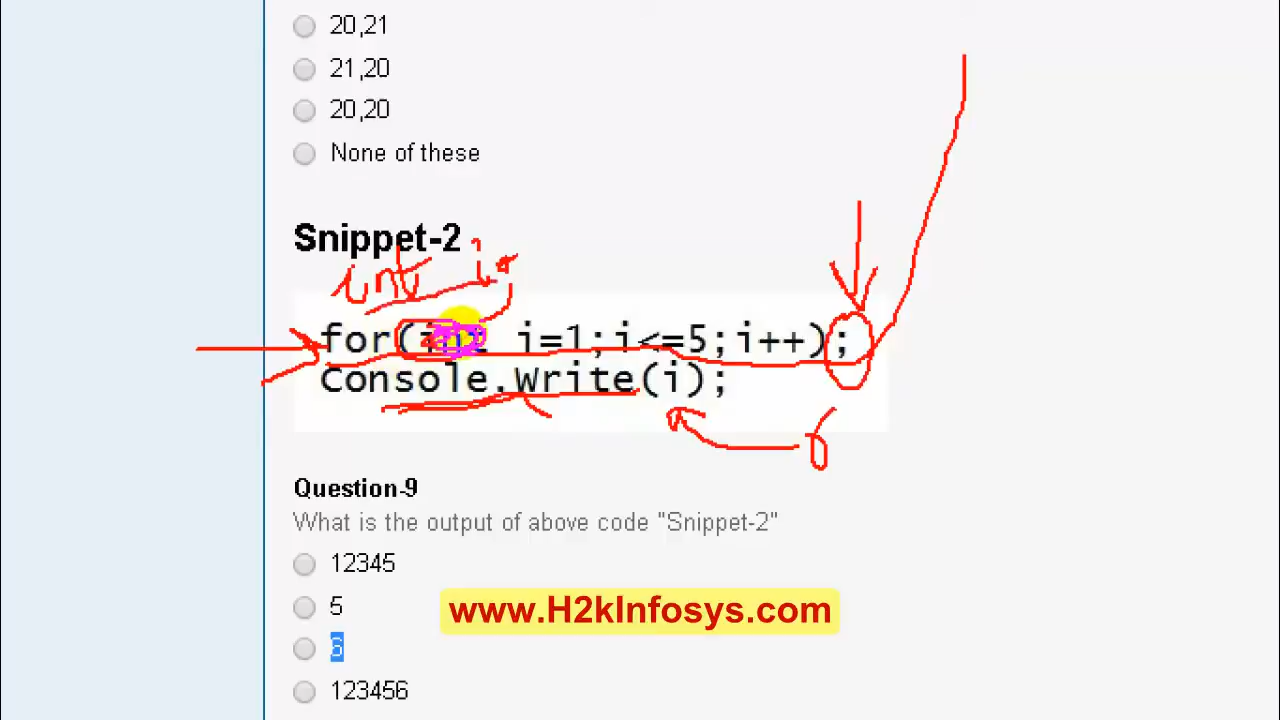 20,21
21,20
20,20
None of these
Snippet-2
int i
for(int i=1;i<=5;i++);
Console.Write(i);
Question-9
What is the output of above code "Snippet-2"
12345
5
www.H2kInfosys.com
6
123456